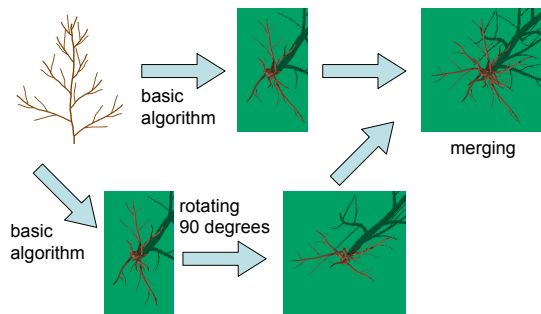 basic
algorithm
merging
basic
algorithm
rotating
90 degrees